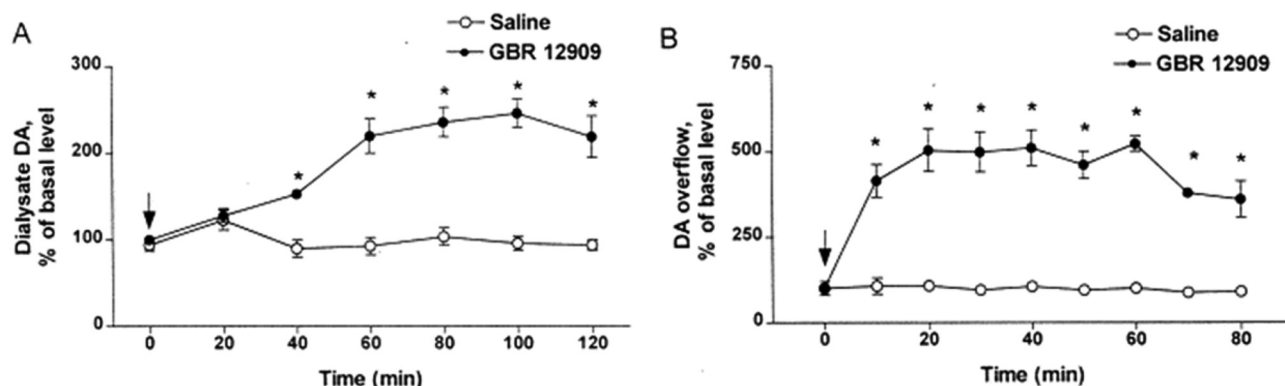 A
Saline
GBR 12909
Dialysate DA,
% of basal level
300
200
100
0
* * * * *
0 20 40 60 80 100 120
Time (min)
B
Saline
GBR 12909
DA overflow,
% of basal level
750
500
250
0
* * * * * * * *
0 20 40 60 80
Time (min)